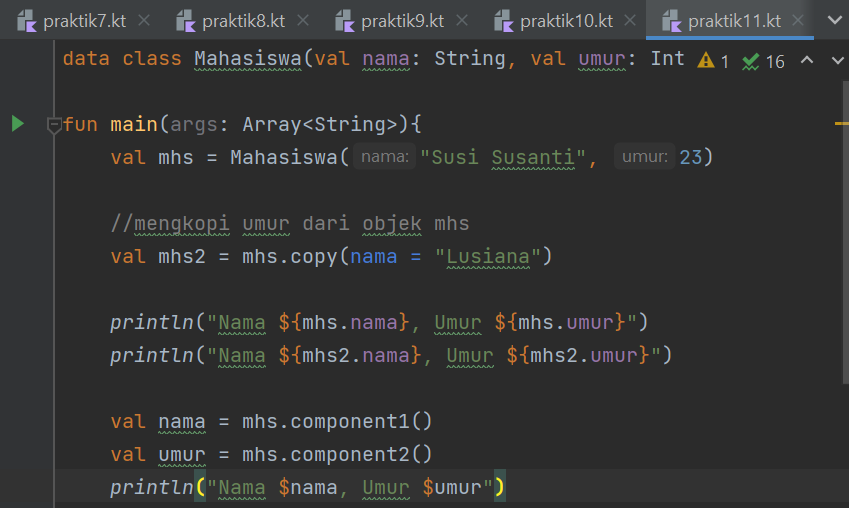 praktik7.kt praktik8.kt praktik9.kt praktik10.kt praktik11.kt
data class Mahasiswa(val nama: String, val umur: Int 1 16
fun main(args: Array<String>){
val mhs = Mahasiswa( nama: "Susi Susanti", umur: 23)
//mengkopi umur dari objek mhs
val mhs2 = mhs.copy(nama = "Lusiana")
println("Nama ${mhs.nama}, Umur ${mhs.umur}")
println("Nama ${mhs2.nama}, Umur ${mhs2.umur}")
val nama = mhs.component1()
val umur = mhs.component2()
println("Nama $nama, Umur $umur")